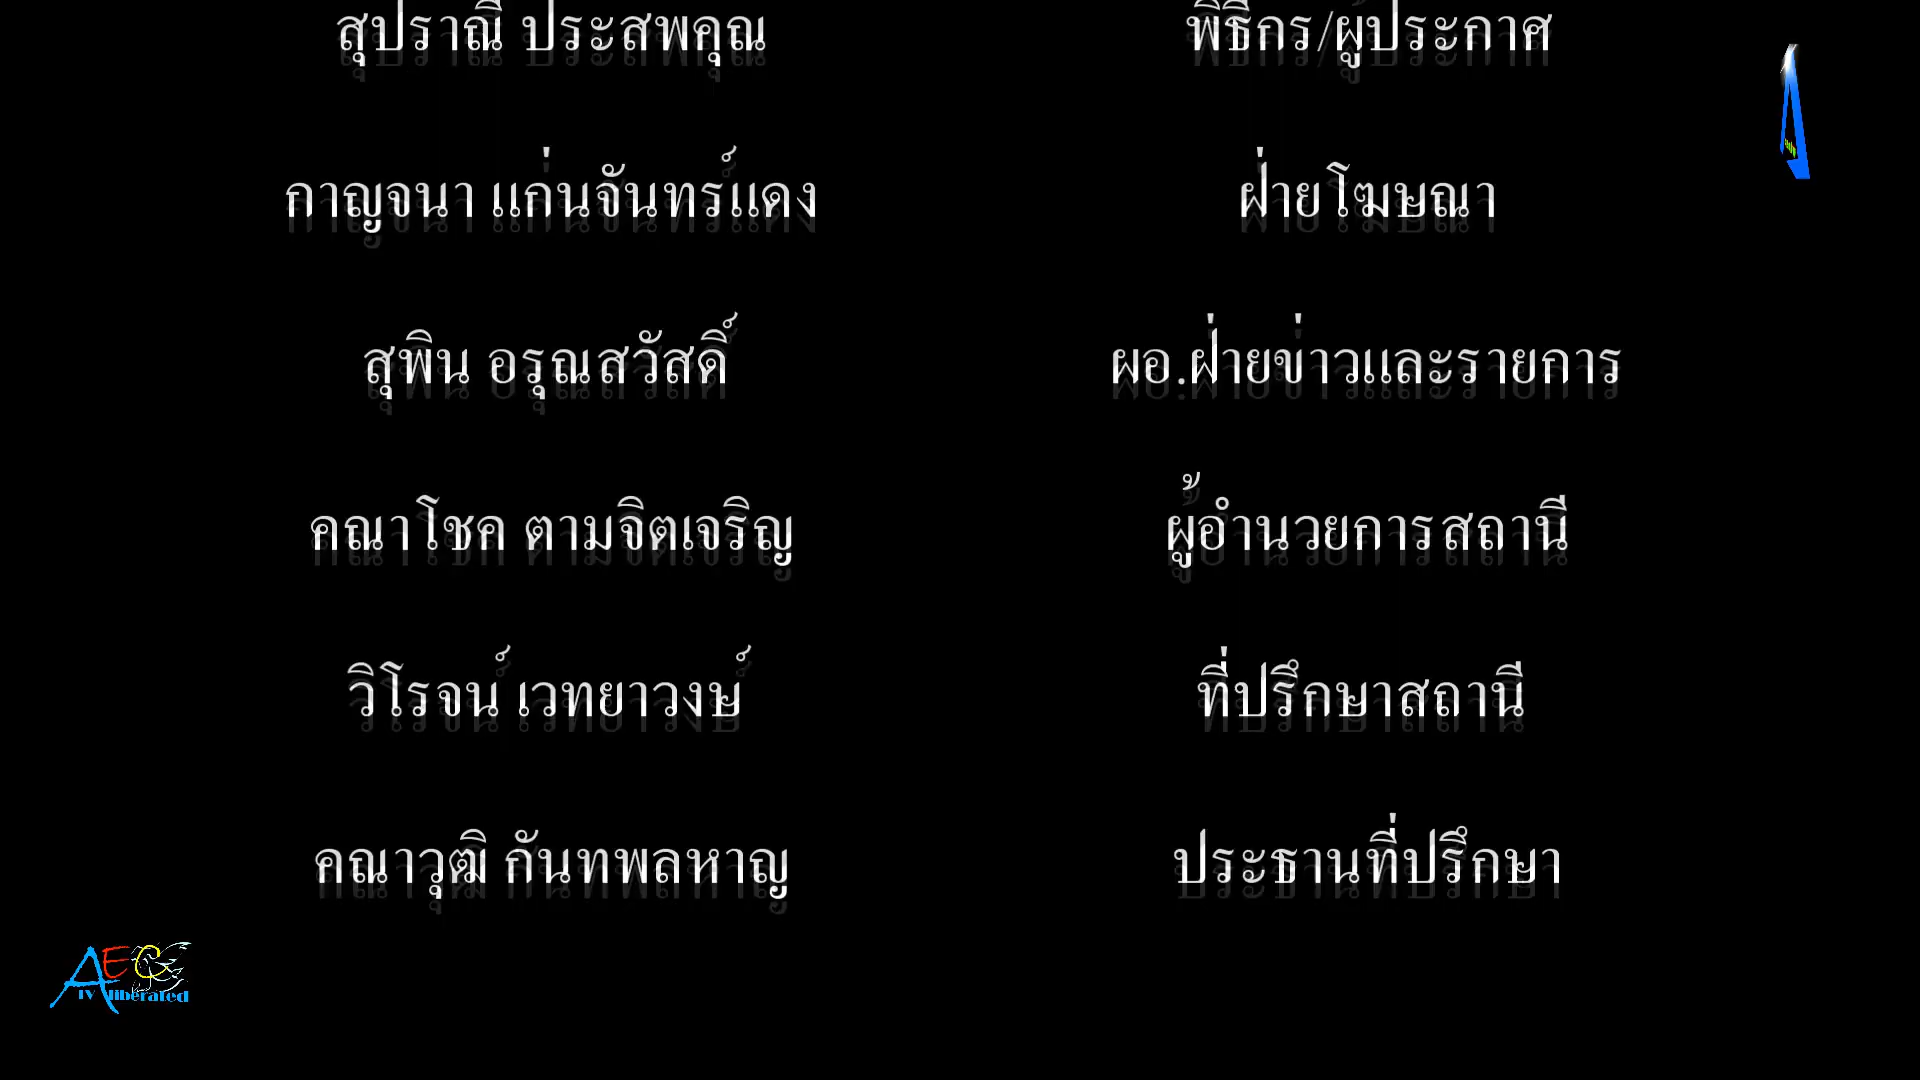 สุปราณี ประสพคุณ พิธีกร/ผู้ประกาศ
กาญจนา แก่นจันทร์แดง ฝ่ายโฆษณา
สุพิน อรุณสวัสดิ์ ผอ.ฝ่ายข่าวและรายการ
คณาโชค ตามจิตเจริญ ผู้อำนวยการสถานี
วิโรจน์ เวทยาวงษ์ ที่ปรึกษาสถานี
คณาวุฒิ กันทพลหาญ ประธานที่ปรึกษา
AEC
TV liberated